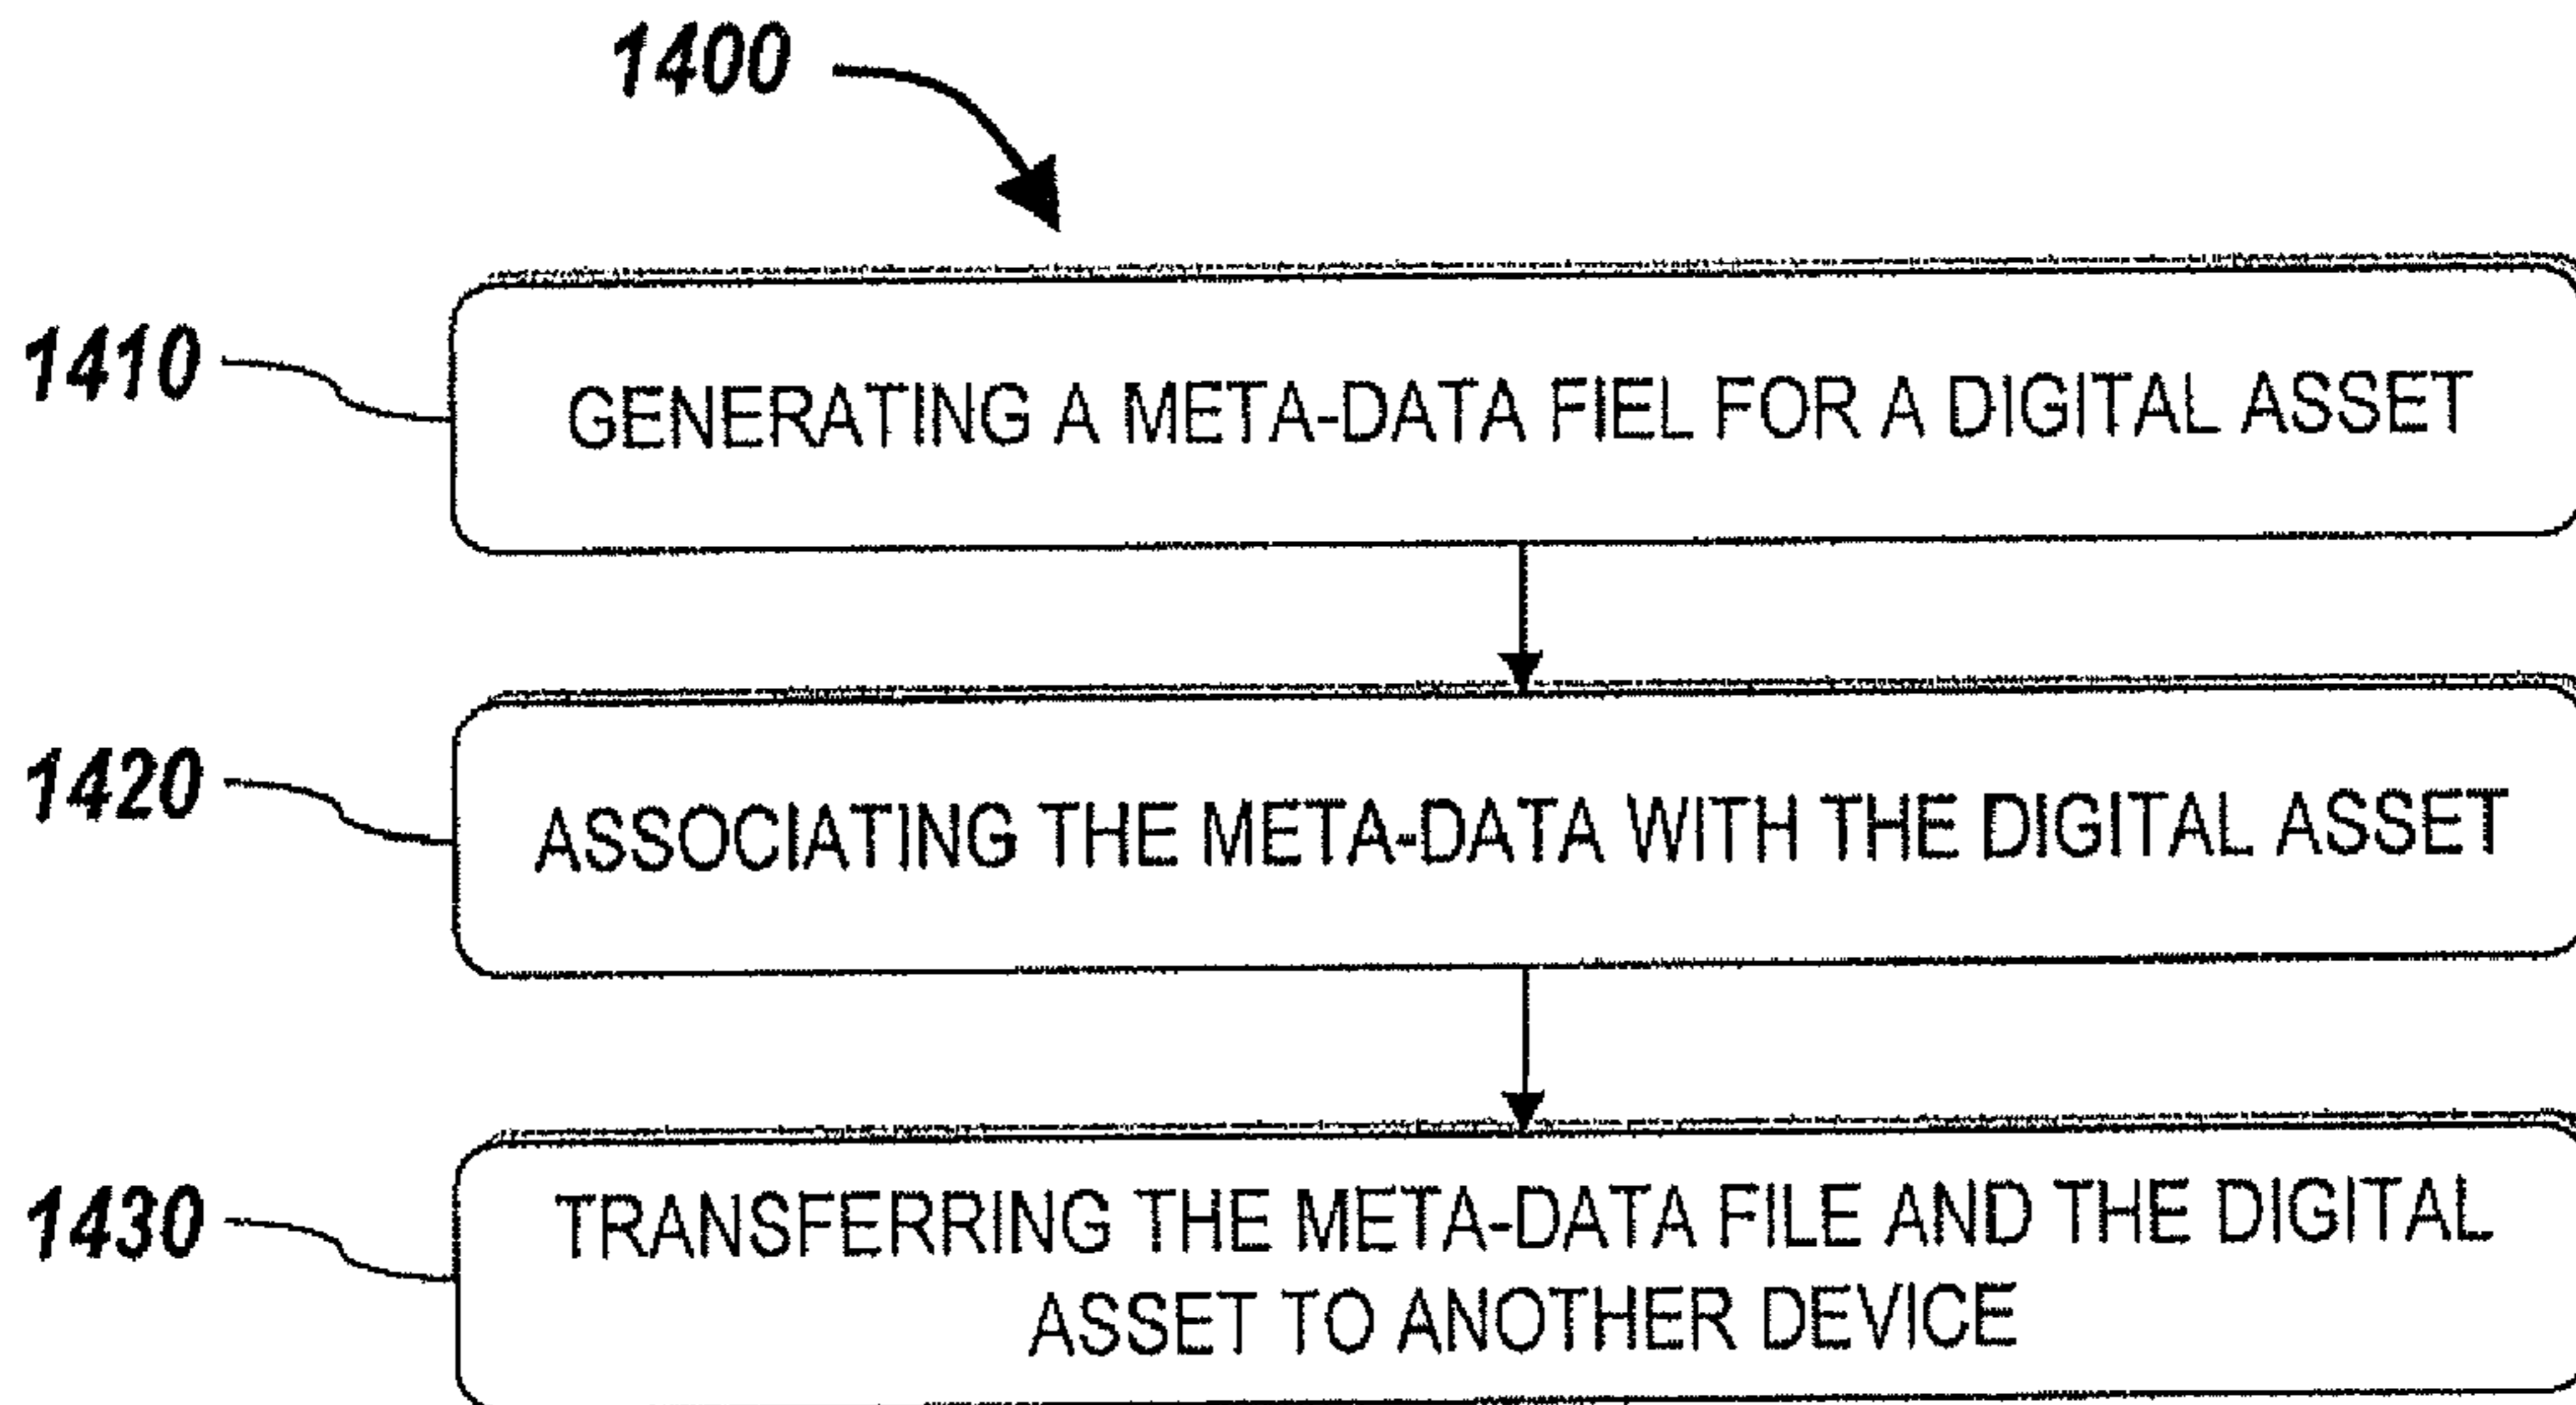 1400
1410
GENERATING A META-DATA FIEL FOR A DIGITAL ASSET
1420
ASSOCIATING THE META-DATA WITH THE DIGITAL ASSET
1430
TRANSFERRING THE META-DATA FILE AND THE DIGITAL
ASSET TO ANOTHER DEVICE